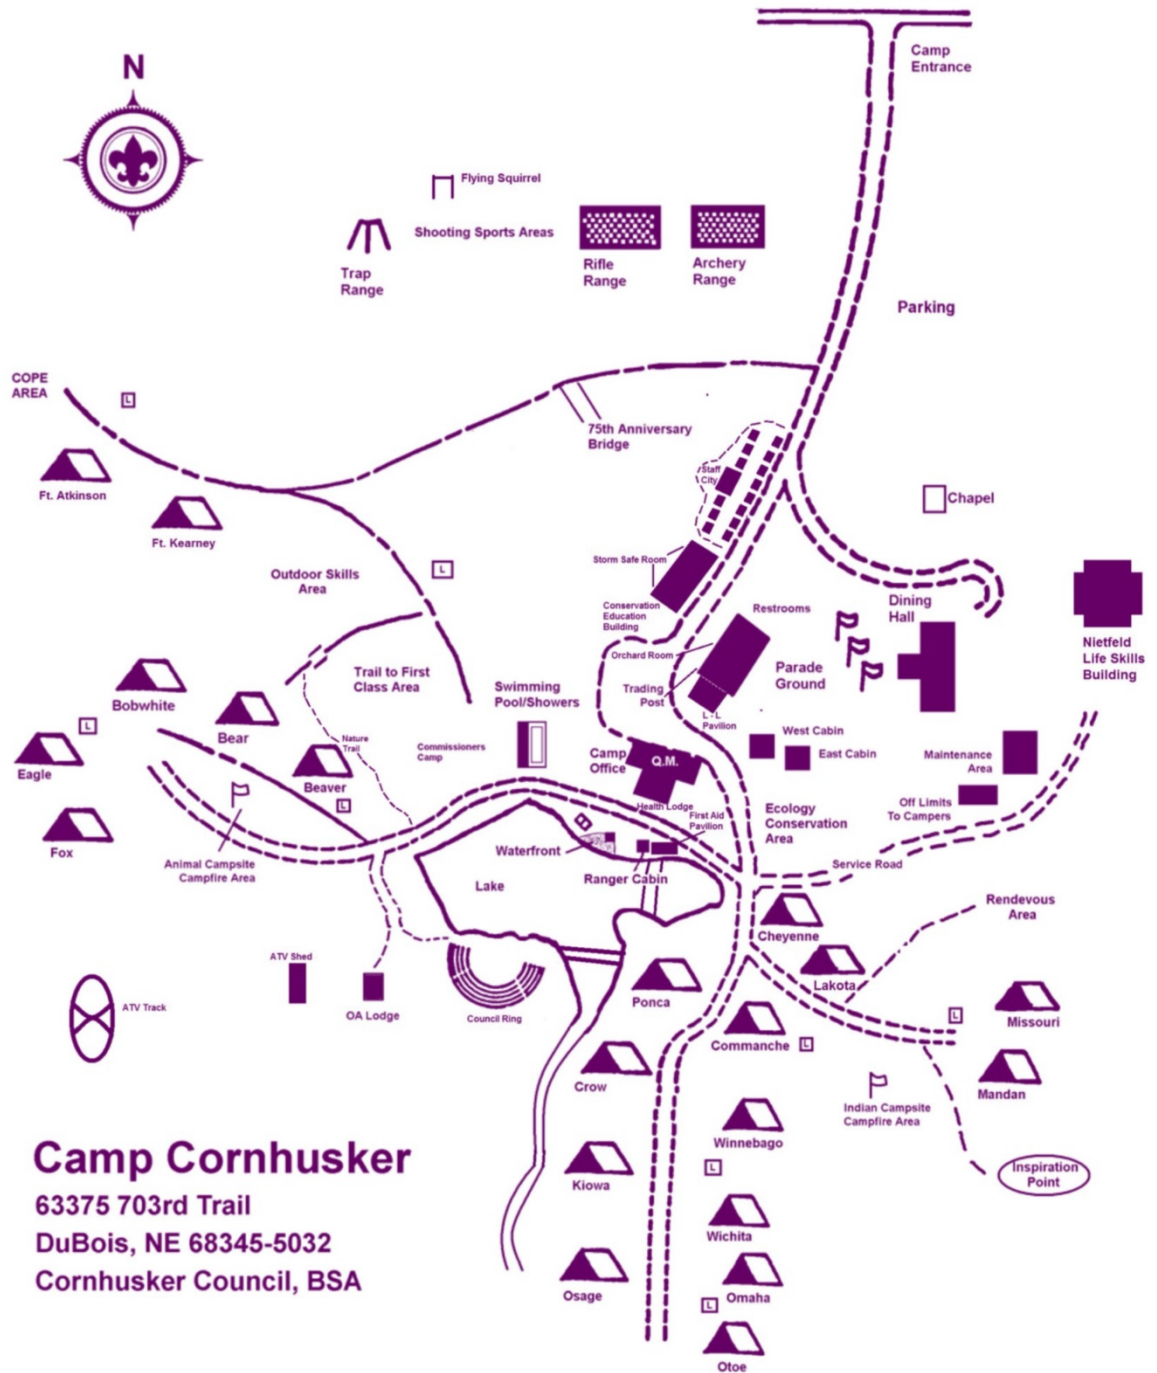 Camp
Entrance
N
Flying Squirrel
Shooting Sports Areas
Trap
Range
Rifle
Range
Archery
Range
Parking
COPE
AREA
L
75th Anniversary
Bridge
Ft. Atkinson
Staff
City
Chapel
Ft. Kearney
Storm Safe Room
Outdoor Skills
Area
L
Conservation
Education
Building
Restrooms
Dining
Hall
Nietfeld
Life Skills
Building
Orchard Room
Parade
Ground
Trail to First
Class Area
Swimming
Pool/Showers
Trading
Post
Bobwhite
L - L
Pavilion
L
Bear
Nature
Trail
Commissioners
Camp
Camp
Office
Q.M.
West Cabin
East Cabin
Maintenance
Area
Eagle
Beaver
L
Health Lodge
First Aid
Pavilion
Ecology
Conservation
Area
Off Limits
To Campers
Fox
Animal Campsite
Campfire Area
Waterfront
Ranger Cabin
Service Road
Lake
Rendevous
Area
Cheyenne
ATV Shed
OA Lodge
Council Ring
Ponca
Lakota
ATV Track
L
Missouri
Commanche
L
Crow
Mandan
Indian Campsite
Campfire Area
Winnebago
L
Kiowa
Inspiration
Point
Camp Cornhusker
63375 703rd Trail
DuBois, NE 68345-5032
Cornhusker Council, BSA
Wichita
Osage
Omaha
L
Otoe